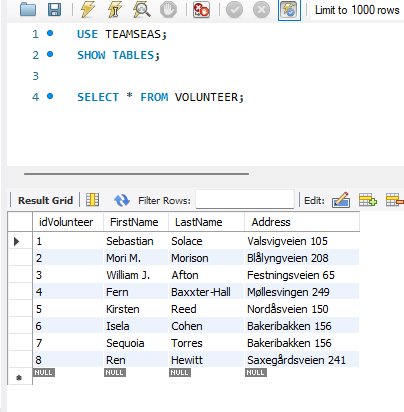 Limit to 1000 rows
1 USE TEAMSEAS;
2 SHOW TABLES;
3
4 SELECT * FROM VOLUNTEER;
Result Grid Filter Rows: Edit:
idVolunteer FirstName LastName Address
1 Sebastian Solace Valsvigveien 105
2 Mori M. Morison Blålyngveien 208
3 William J. Afton Festningsveien 65
4 Fern Baxxter-Hall Møllesvingen 249
5 Kirsten Reed Nordåsveien 150
6 Isela Cohen Bakeribakken 156
7 Sequoia Torres Bakeribakken 156
8 Ren Hewitt Saxegårdsveien 241
NULL NULL NULL NULL